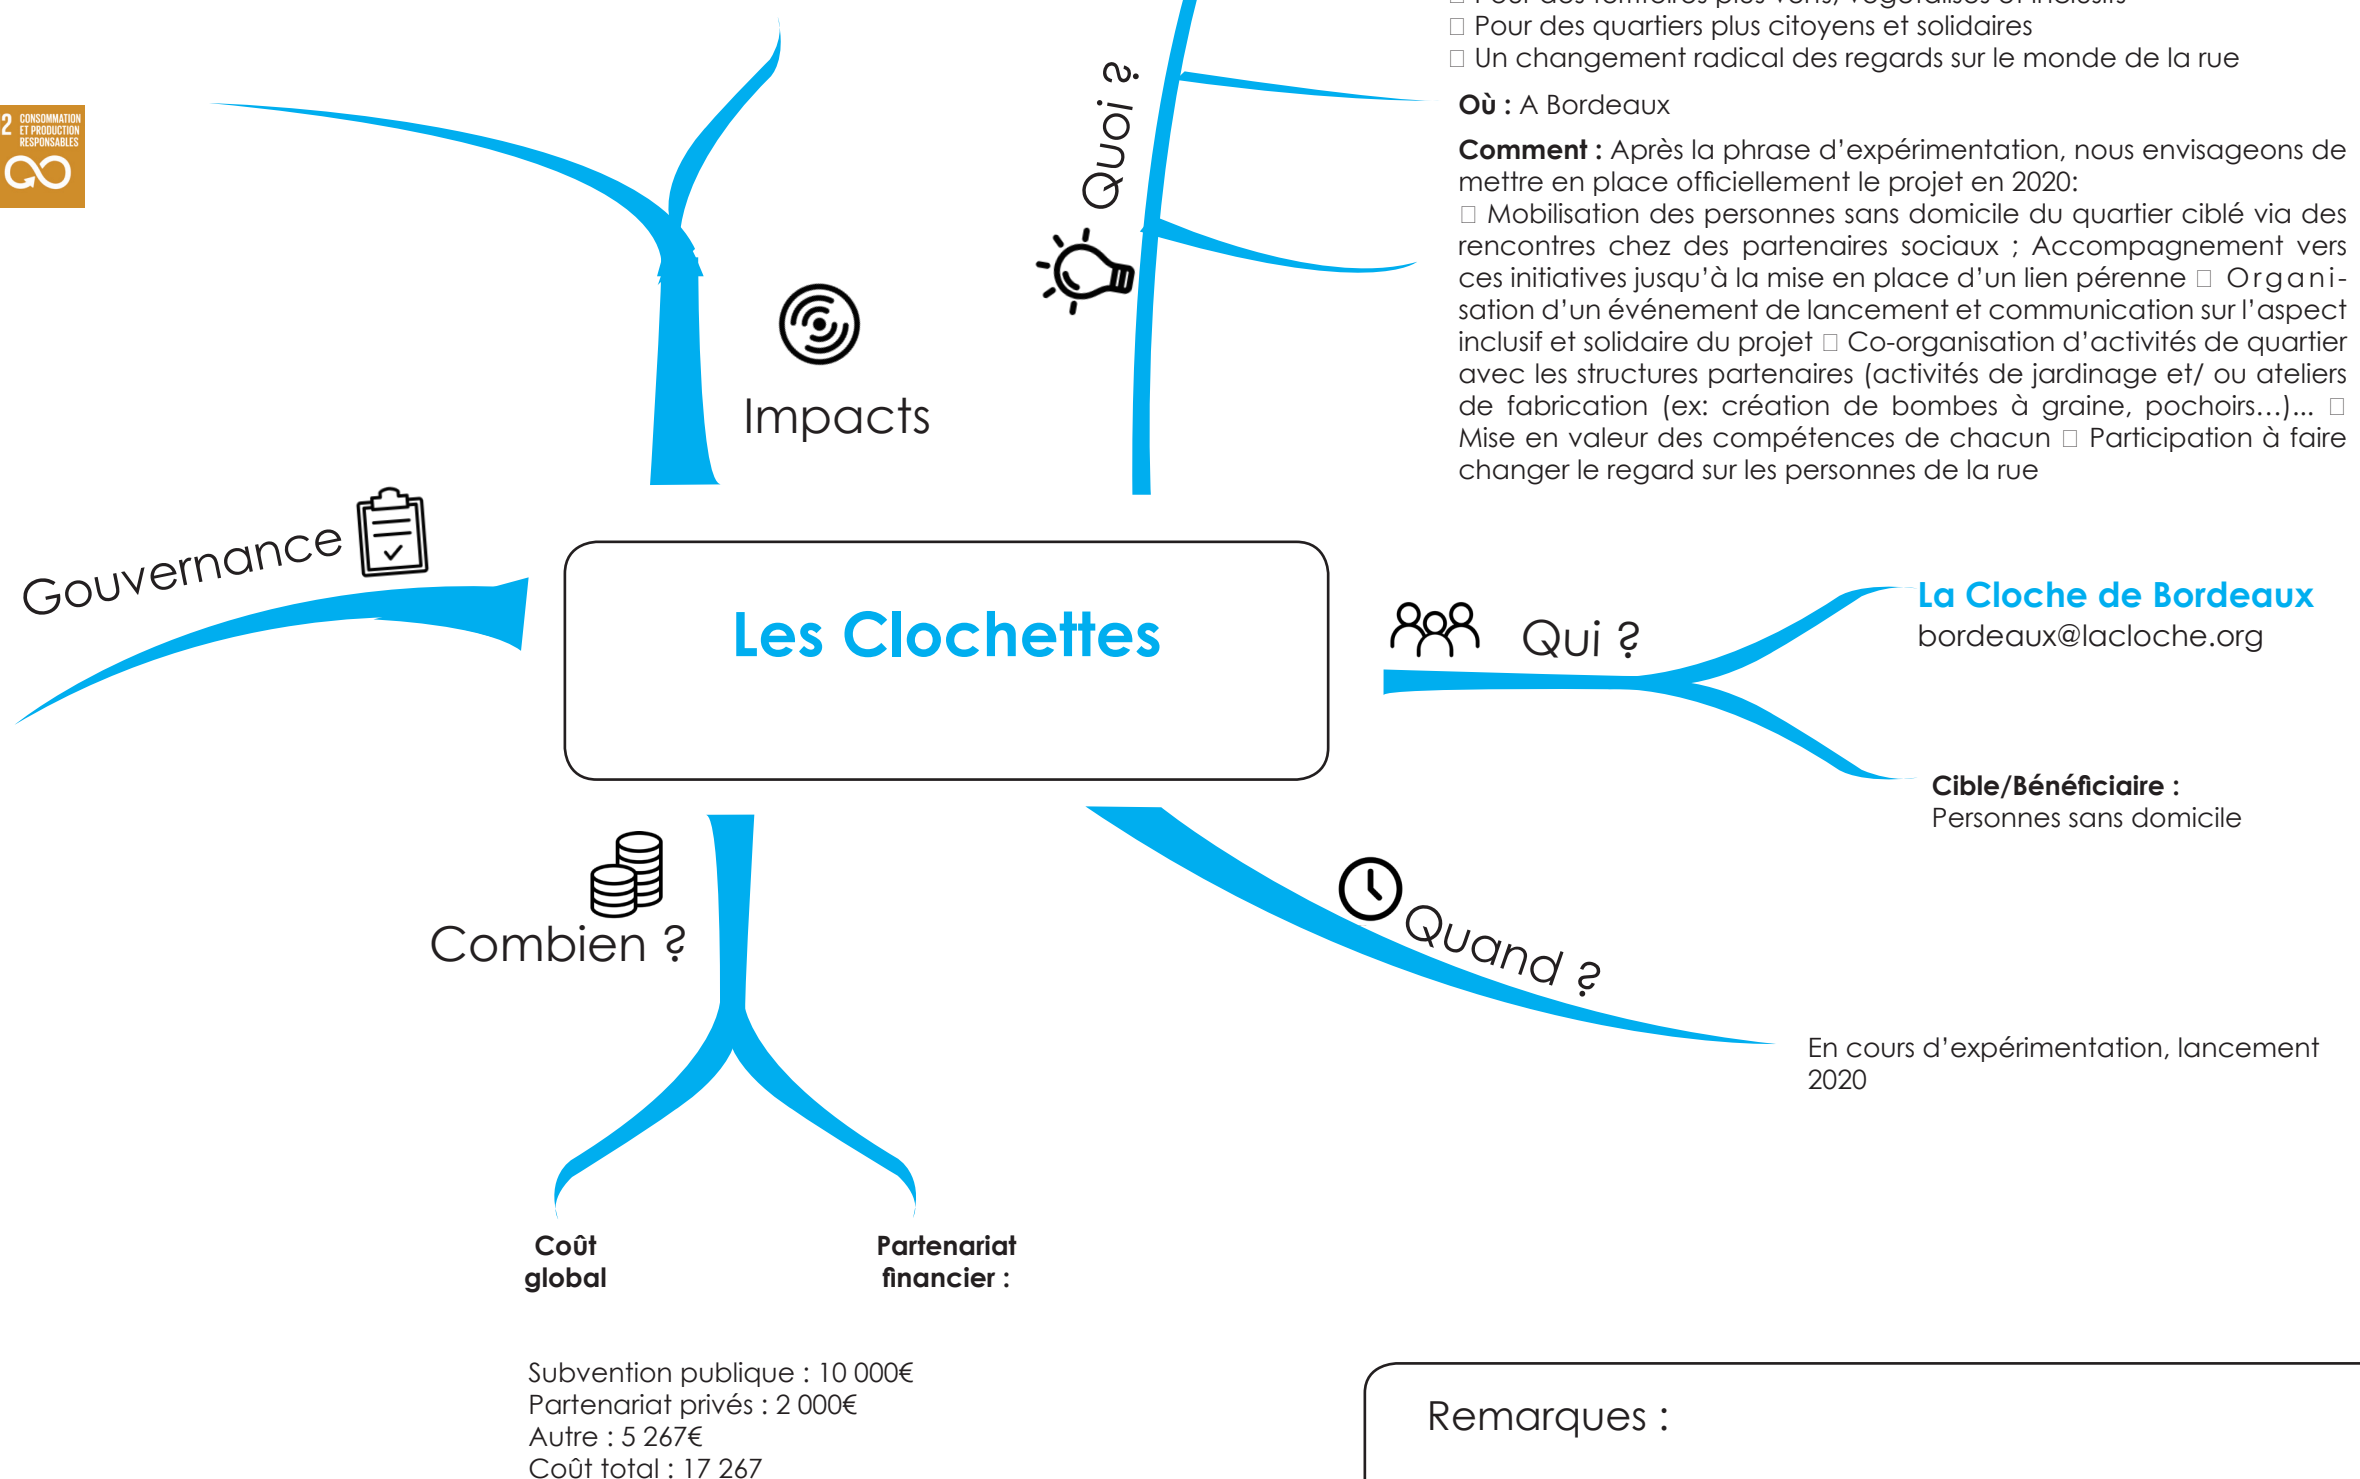 Pour des quartiers plus citoyens et solidaires
Un changement radical des regards sur le monde de la rue
Où : A Bordeaux
Comment : Après la phrase d’expérimentation, nous envisageons de
mettre en place officiellement le projet en 2020:
Mobilisation des personnes sans domicile du quartier ciblé via des
rencontres chez des partenaires sociaux ; Accompagnement vers
ces initiatives jusqu’à la mise en place d’un lien pérenne Organi-
sation d’un événement de lancement et communication sur l’aspect
inclusif et solidaire du projet Co-organisation d’activités de quartier
avec les structures partenaires (activités de jardinage et/ ou ateliers
de fabrication (ex: création de bombes à graine, pochoirs…)...
Mise en valeur des compétences de chacun Participation à faire
changer le regard sur les personnes de la rue
2 CONSOMMATION
ET PRODUCTION
RESPONSABLES
Quoi ?
Impacts
Gouvernance
Les Clochettes
Qui ?
La Cloche de Bordeaux
bordeaux@lacloche.org
Cible/Bénéficiaire :
Personnes sans domicile
Combien ?
Quand ?
En cours d’expérimentation, lancement
2020
Coût
global
Partenariat
financier :
Subvention publique : 10 000€
Partenariat privés : 2 000€
Autre : 5 267€
Coût total : 17 267
Remarques :